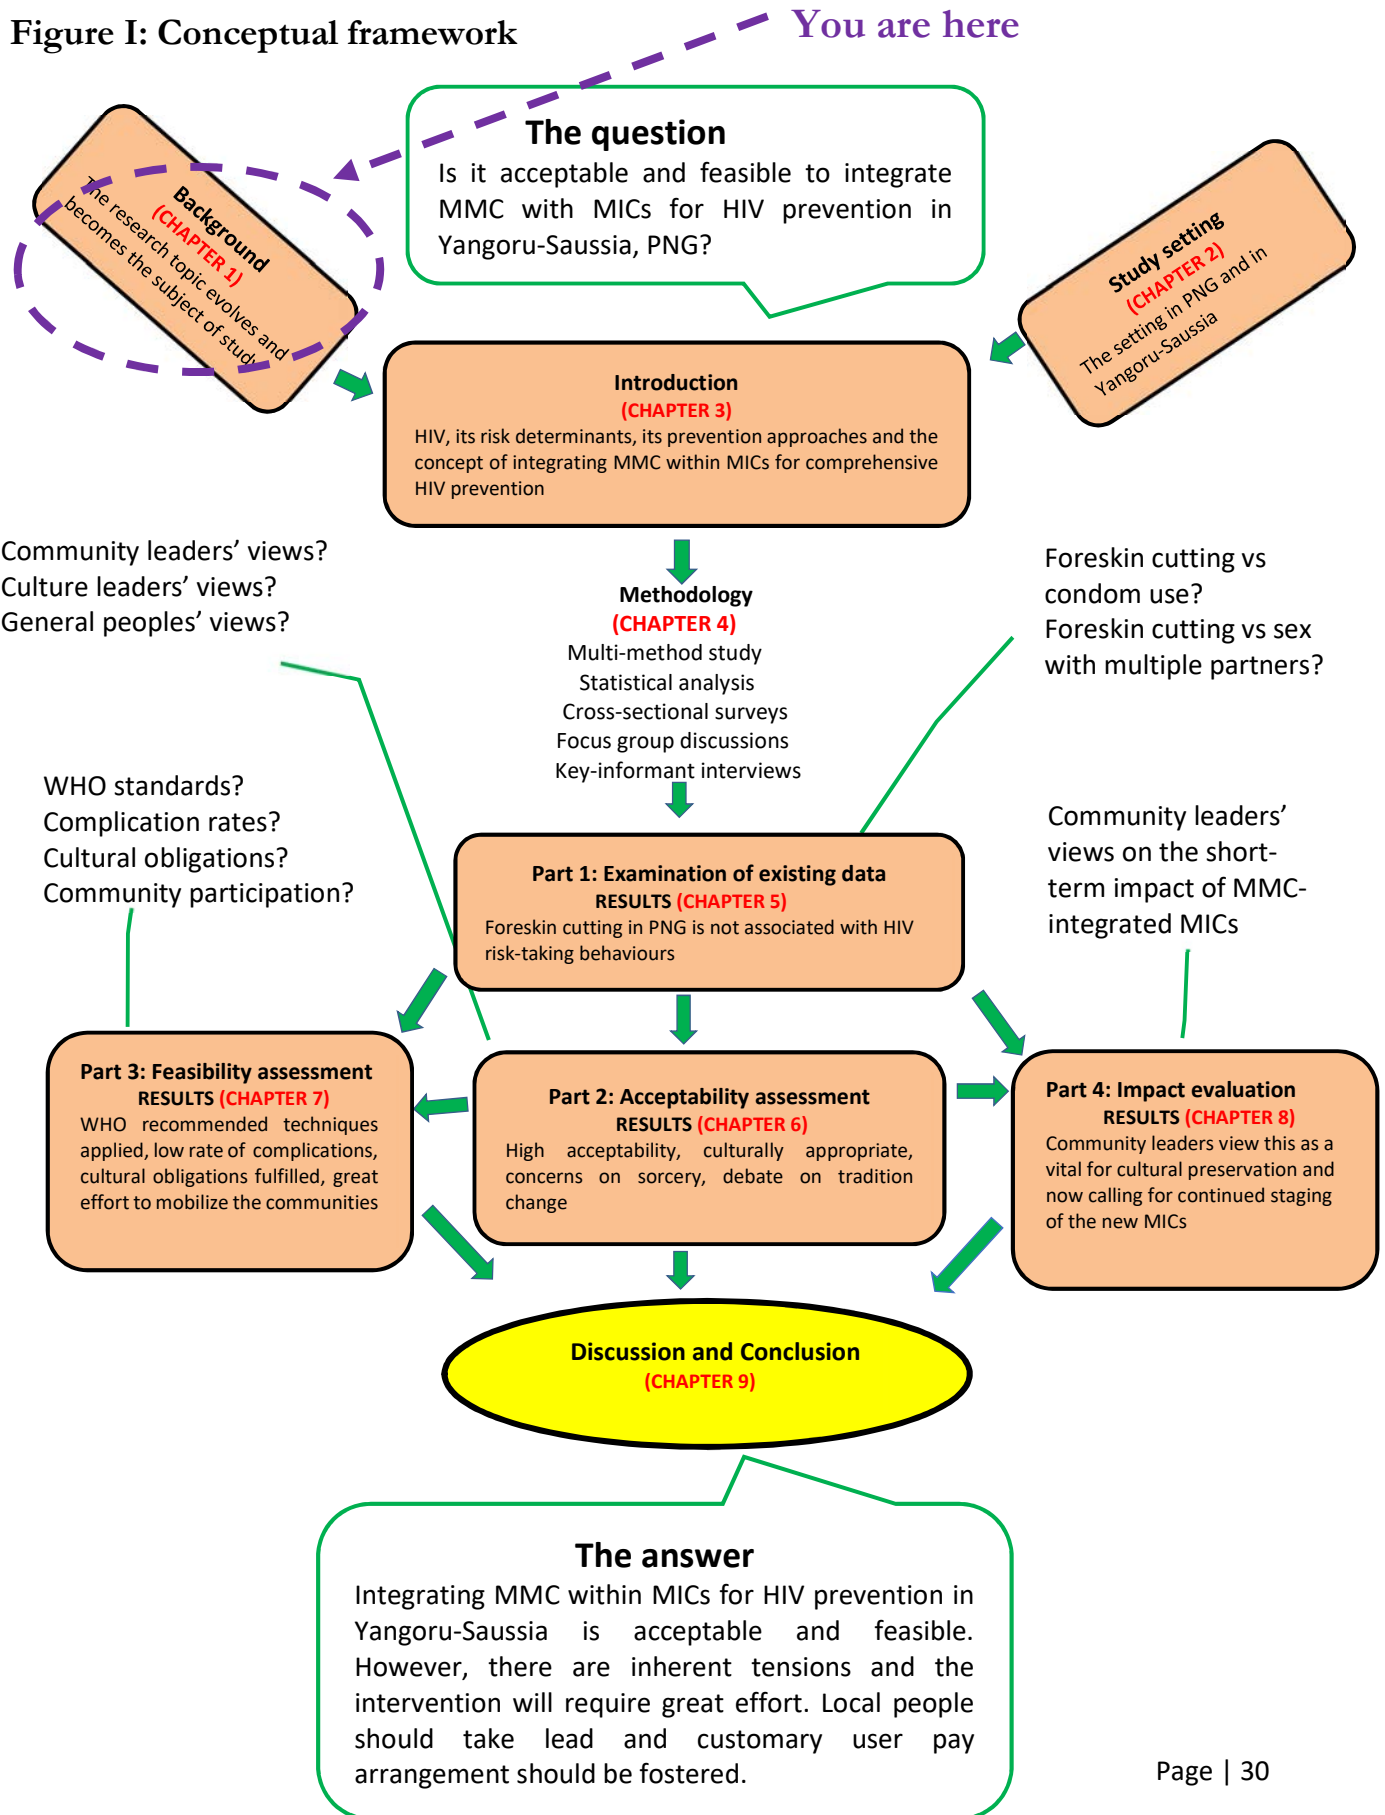 Figure I: Conceptual framework
You are here
The question
Is it acceptable and feasible to integrate
MMC with MICs for HIV prevention in
Yangoru-Saussia, PNG?
Background
(CHAPTER 1)
The research topic evolves and
becomes the subject of study
Study setting
(CHAPTER 2)
The setting in PNG and in
Yangoru-Saussia
Introduction
(CHAPTER 3)
HIV, its risk determinants, its prevention approaches and the
concept of integrating MMC within MICs for comprehensive
HIV prevention
Community leaders’ views?
Culture leaders’ views?
General peoples’ views?
Foreskin cutting vs
condom use?
Foreskin cutting vs sex
with multiple partners?
Methodology
(CHAPTER 4)
Multi-method study
Statistical analysis
Cross-sectional surveys
Focus group discussions
Key-informant interviews
WHO standards?
Complication rates?
Cultural obligations?
Community participation?
Community leaders’
views on the short-
term impact of MMC-
integrated MICs
Part 1: Examination of existing data
RESULTS (CHAPTER 5)
Foreskin cutting in PNG is not associated with HIV
risk-taking behaviours
Part 3: Feasibility assessment
RESULTS (CHAPTER 7)
WHO recommended techniques
applied, low rate of complications,
cultural obligations fulfilled, great
effort to mobilize the communities
Part 2: Acceptability assessment
RESULTS (CHAPTER 6)
High acceptability, culturally appropriate,
concerns on sorcery, debate on tradition
change
Part 4: Impact evaluation
RESULTS (CHAPTER 8)
Community leaders view this as a
vital for cultural preservation and
now calling for continued staging
of the new MICs
Discussion and Conclusion
(CHAPTER 9)
The answer
Integrating MMC within MICs for HIV prevention in
Yangoru-Saussia is acceptable and feasible.
However, there are inherent tensions and the
intervention will require great effort. Local people
should take lead and customary user pay
arrangement should be fostered.
Page | 30